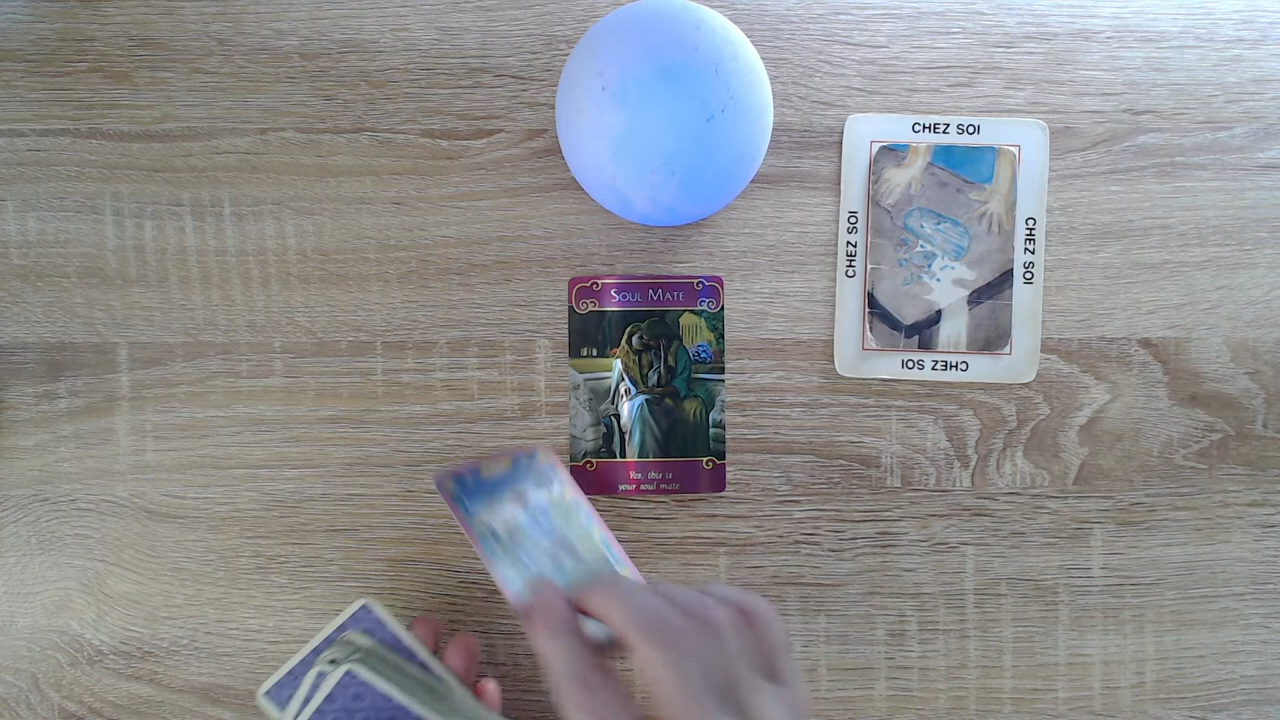 CHEZ SOI
CHEZ SOI
CHEZ SOI
CHEZ SOI
SOUL MATE
Yes, this is
your soul mate